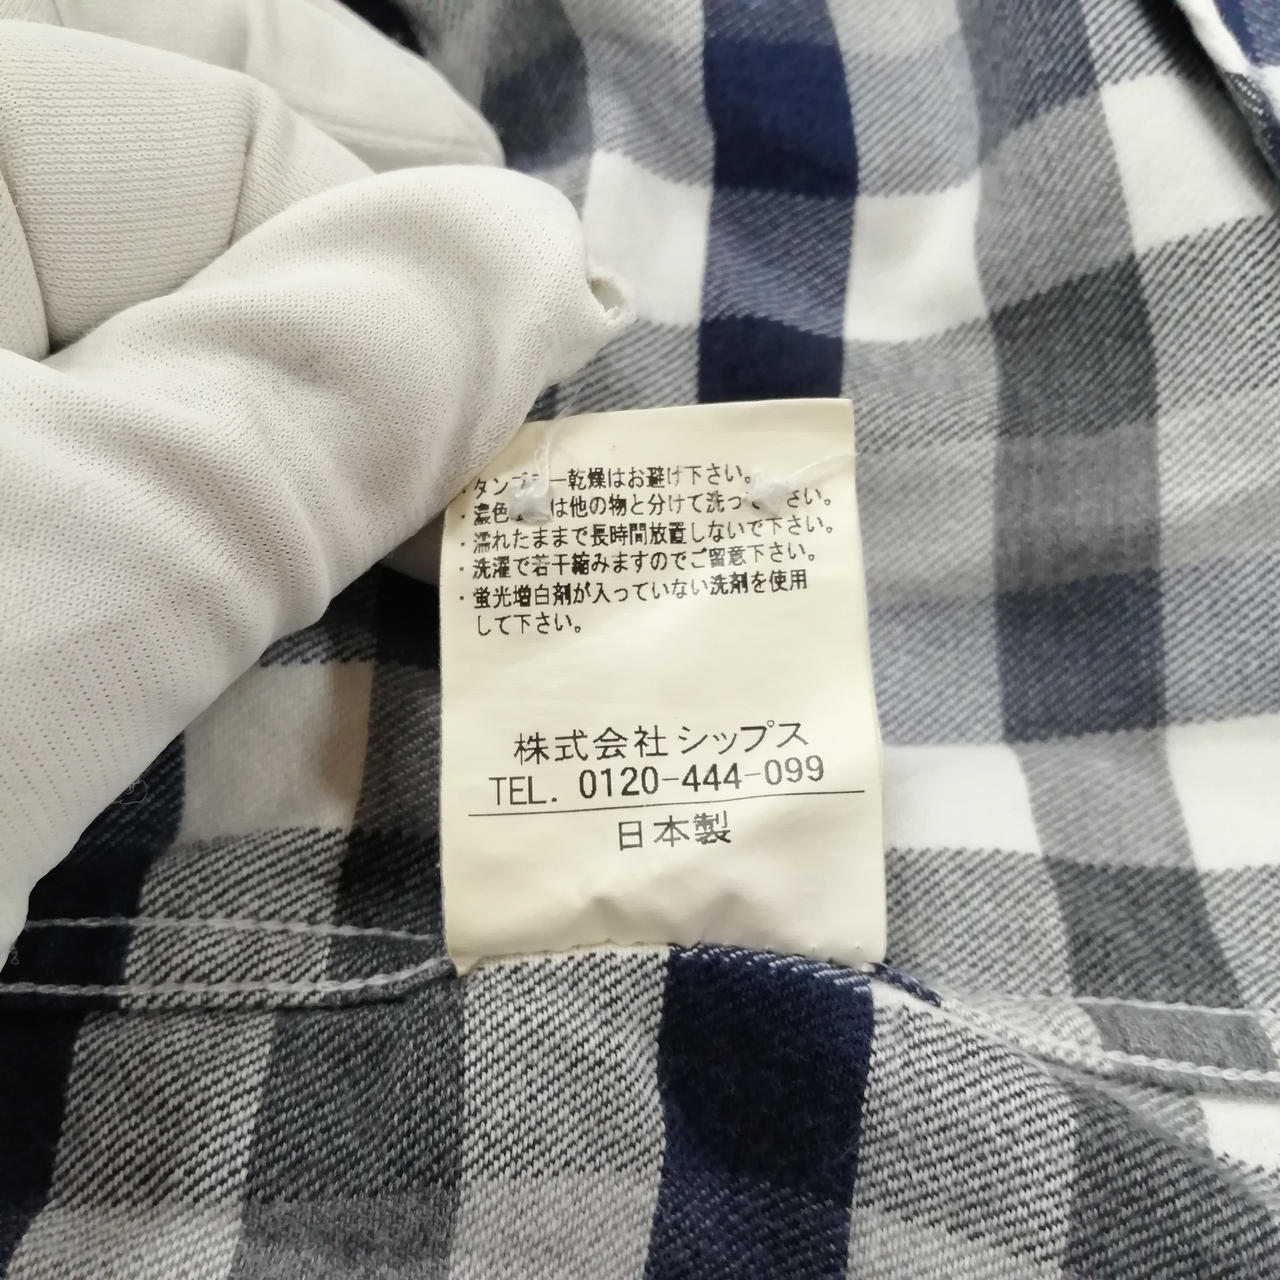 ・タンブラー乾燥はお避け下さい。
・濃色は他の物と分けて洗って下さい。
・濡れたままで長時間放置しないで下さい。
・洗濯で若干縮みますのでご留意下さい。
・蛍光増白剤が入っていない洗剤を使用
して下さい。
株式会社シップス
TEL. 0120-444-099
日本製